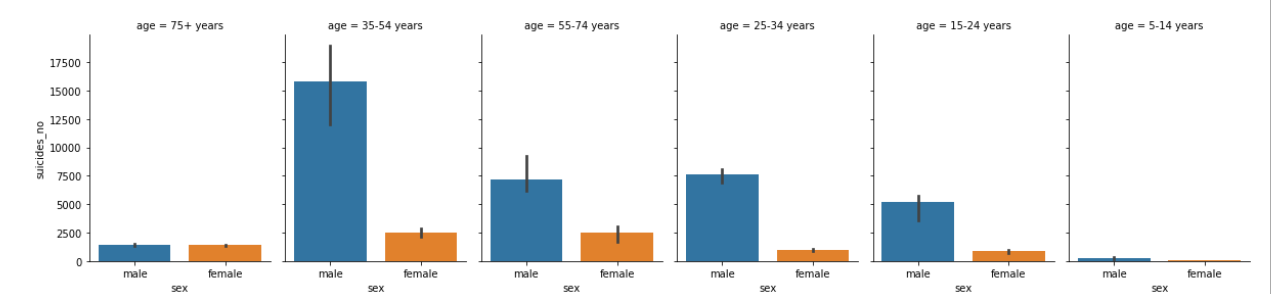 age = 75+ years
age = 35-54 years
age = 55-74 years
age = 25-34 years
age = 15-24 years
age = 5-14 years
suicides_no
17500
15000
12500
10000
7500
5000
2500
0
male female male female male female male female male female male female
sex sex sex sex sex sex